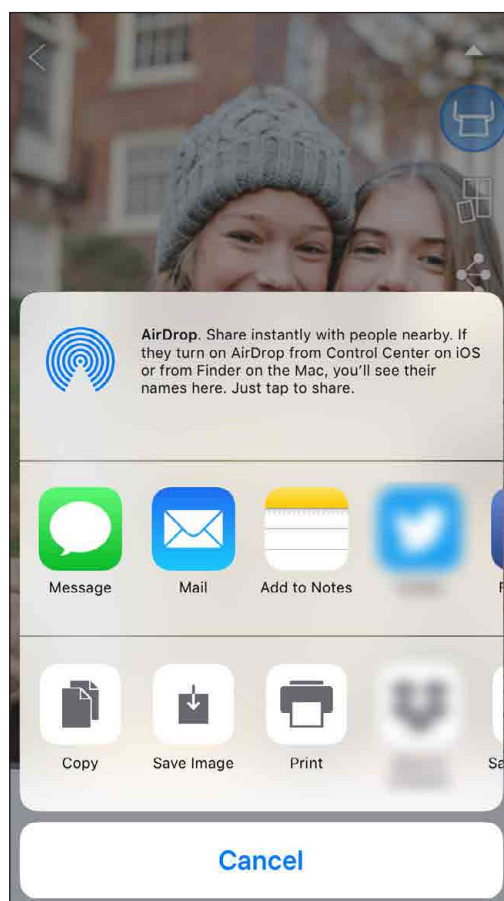 AirDrop. Share instantly with people nearby. If
they turn on AirDrop from Control Center on iOS
or from Finder on the Mac, you'll see their
names here. Just tap to share.
Message Mail Add to Notes
Copy Save Image Print
Cancel